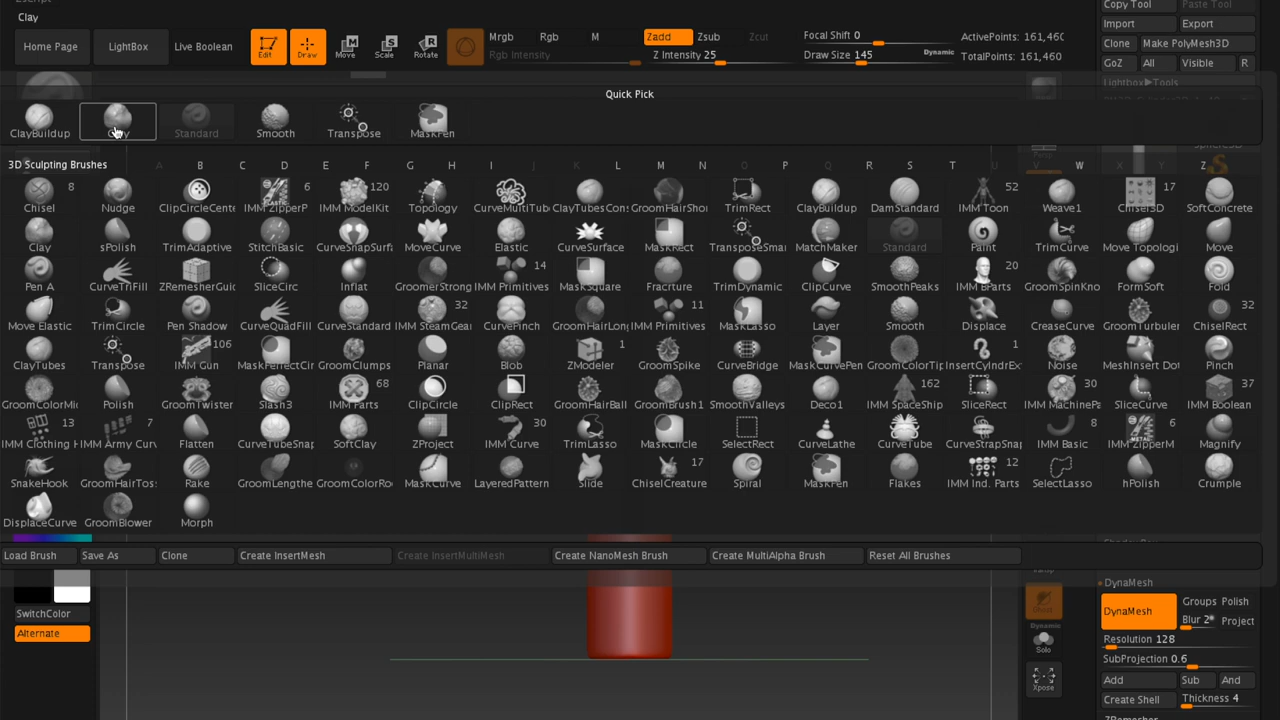 Clay
Home Page LightBox Live Boolean Edit Draw Move Scale Rotate
Mrgb Rgb M Zadd Zsub Zcut Focal Shift 0 ActivePoints: 161,460
Rgb Intensity Z Intensity 25 Draw Size 145 Dynamic TotalPoints: 161,460
Copy Tool Paste Tool
Import Export
Clone Make PolyMesh3D
GoZ All Visible R
Lightbox▸Tools
Quick Pick
ClayBuildup Clay Standard Smooth Transpose MaskPen
3D Sculpting Brushes A B C D E F G H I J K L M N O P Q R S T U V W X Y Z
8 6 120 52 17
Chisel Nudge ClipCircleCente IMM ZipperP IMM ModelKit Topology CurveMultiTube ClayTubesCons GroomHairShor TrimRect ClayBuildup DamStandard IMM Toon Weave1 Chisel3D SoftConcrete
Clay sPolish TrimAdaptive StitchBasic CurveSnapSurfa MoveCurve Elastic CurveSurface MaskRect TransposeSmar MatchMaker Standard Paint TrimCurve Move Topologi Move
14 20
Pen A CurveTriFill ZRemesherGuid SliceCirc Inflat GroomerStrong IMM Primitives MaskSquare Fracrture TrimDynamic ClipCurve SmoothPeaks IMM BParts GroomSpinKno FormSoft Fold
32 11 32
Move Elastic TrimCircle Pen Shadow CurveQuadFill CurveStandard IMM SteamGear CurvePinch GroomHairLong IMM Primitives MaskLasso Layer Smooth Displace CreaseCurve GroomTurbulen ChiselRect
106 1 1
ClayTubes Transpose IMM Gun MaskPerfectCir GroomClumps Planar Blob ZModeler GroomSpike CurveBridge MaskCurvePen GroomColorTip InsertCylndrEx Noise MeshInsert Dot Pinch
68 162 30 37
GroomColorMic Polish GroomTwister Slash3 IMM Parts ClipCircle ClipRect GroomHairBall GroomBrush1 SmoothValleys Deco1 IMM SpaceShip SliceRect IMM MachinePa SliceCurve IMM Boolean
13 7 30 8 6
IMM Clothing H IMM Army Curv Flatten CurveTubeSnap SoftClay ZProject IMM Curve TrimLasso MaskCircle SelectRect CurveLathe CurveTube CurveStrapSnap IMM Basic IMM ZipperM Magnify
17 12
SnakeHook GroomHairToss Rake GroomLengthe GroomColorRoo MaskCurve LayeredPattern Slide ChiselCreature Spiral MaskPen Flakes IMM Ind. Parts SelectLasso hPolish Crumple
DisplaceCurve GroomBlower Morph
Load Brush Save As Clone Create InsertMesh Create InsertMultiMesh Create NanoMesh Brush Create MultiAlpha Brush Reset All Brushes
SwitchColor
Alternate
Dynamic
Solo
Xpose
DynaMesh
DynaMesh Groups Polish
Blur 2 Project
Resolution 128
SubProjection 0.6
Add Sub And
Create Shell Thickness 4
ZRemesher